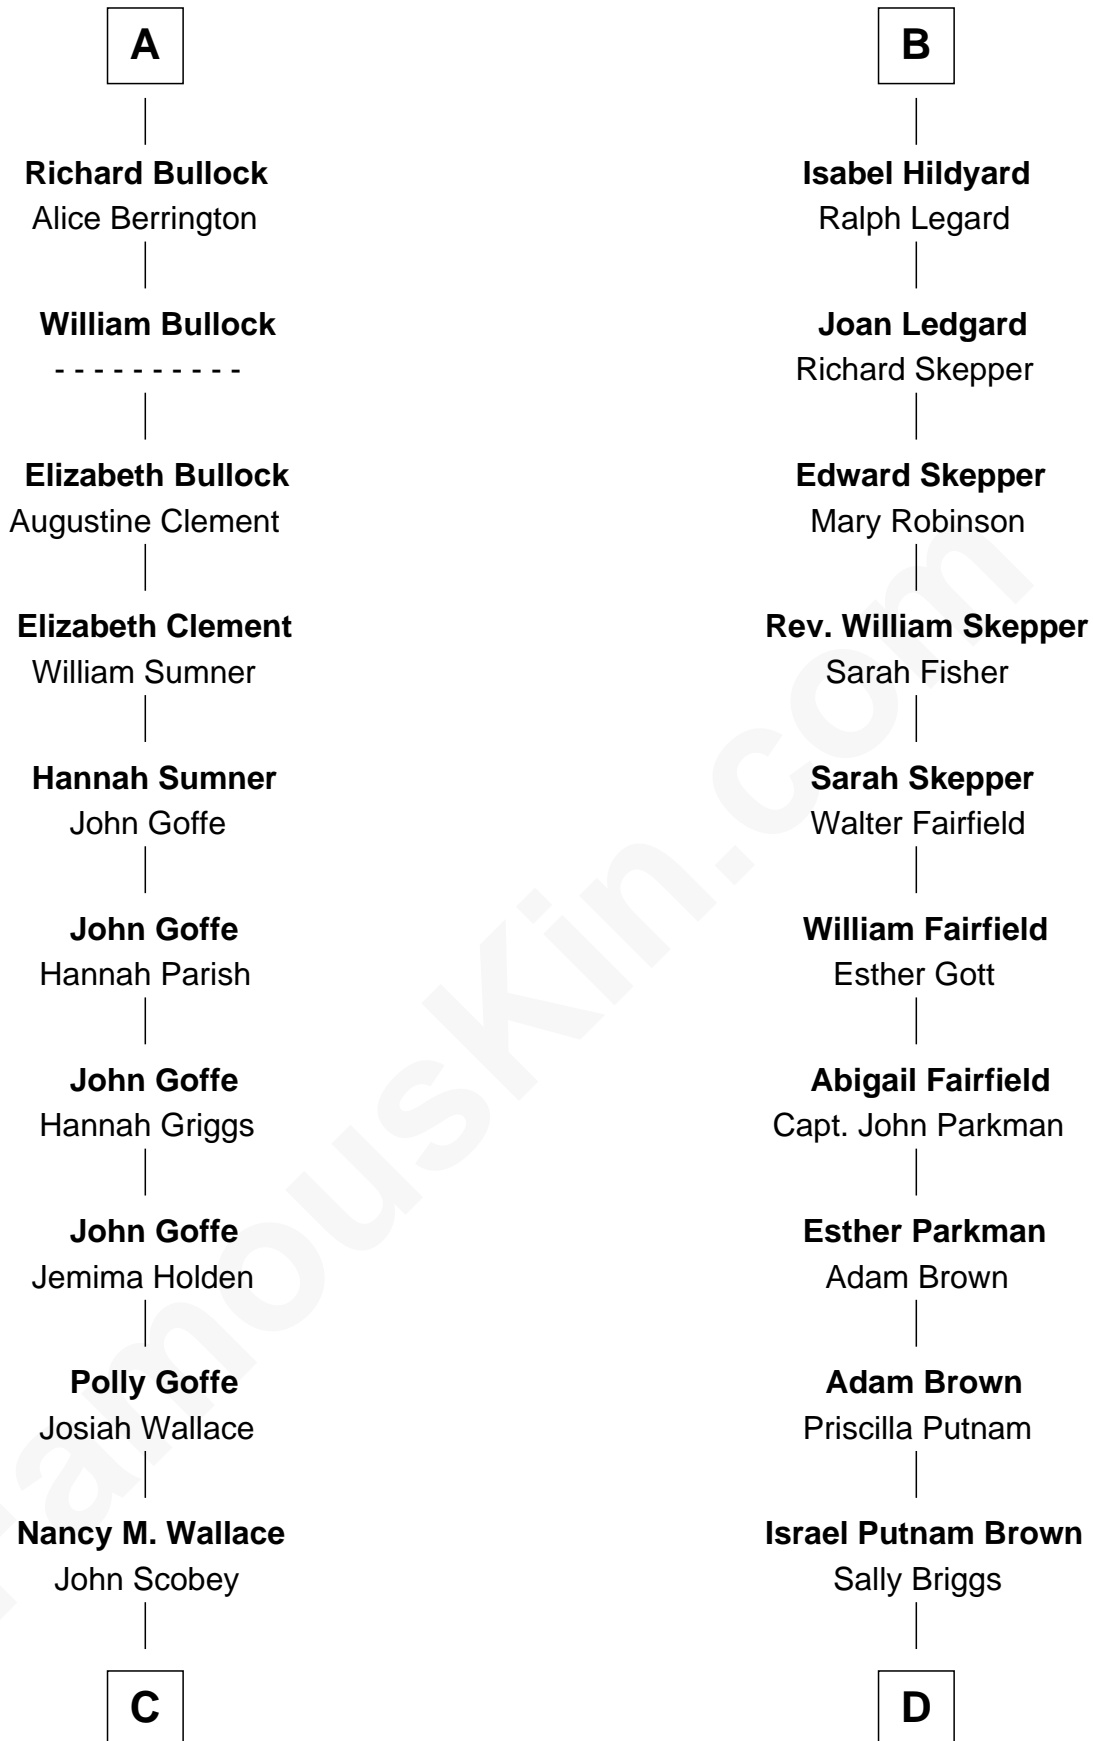 A
Richard Bullock
Alice Berrington
William Bullock
- - - - - - - - - -
Elizabeth Bullock
Augustine Clement
Elizabeth Clement
William Sumner
Hannah Sumner
John Goffe
John Goffe
Hannah Parish
John Goffe
Hannah Griggs
John Goffe
Jemima Holden
Polly Goffe
Josiah Wallace
Nancy M. Wallace
John Scobey
C
B
Isabel Hildyard
Ralph Legard
Joan Ledgard
Richard Skepper
Edward Skepper
Mary Robinson
Rev. William Skepper
Sarah Fisher
Sarah Skepper
Walter Fairfield
William Fairfield
Esther Gott
Abigail Fairfield
Capt. John Parkman
Esther Parkman
Adam Brown
Adam Brown
Priscilla Putnam
Israel Putnam Brown
Sally Briggs
D
FamousKin.com